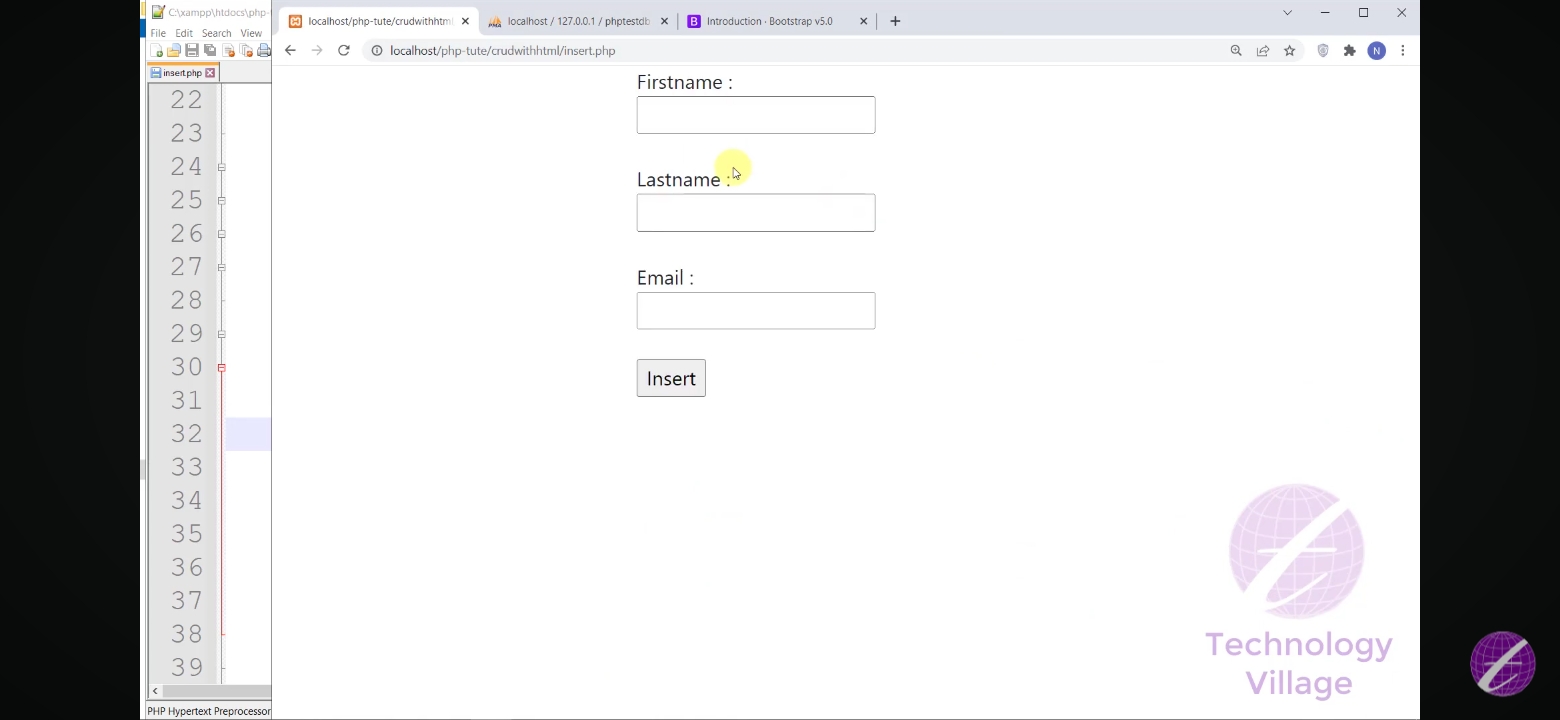 C:\xampp\htdocs\php-
File Edit Search View
insert.php
22
23
24
25
26
27
28
29
30
31
32
33
34
35
36
37
38
39
PHP Hypertext Preprocessor
localhost/php-tute/crudwithhtml
localhost / 127.0.0.1 / phptestdb
Introduction · Bootstrap v5.0
localhost/php-tute/crudwithhtml/insert.php
N
Firstname :
Lastname :
Email :
Insert
Technology
Village